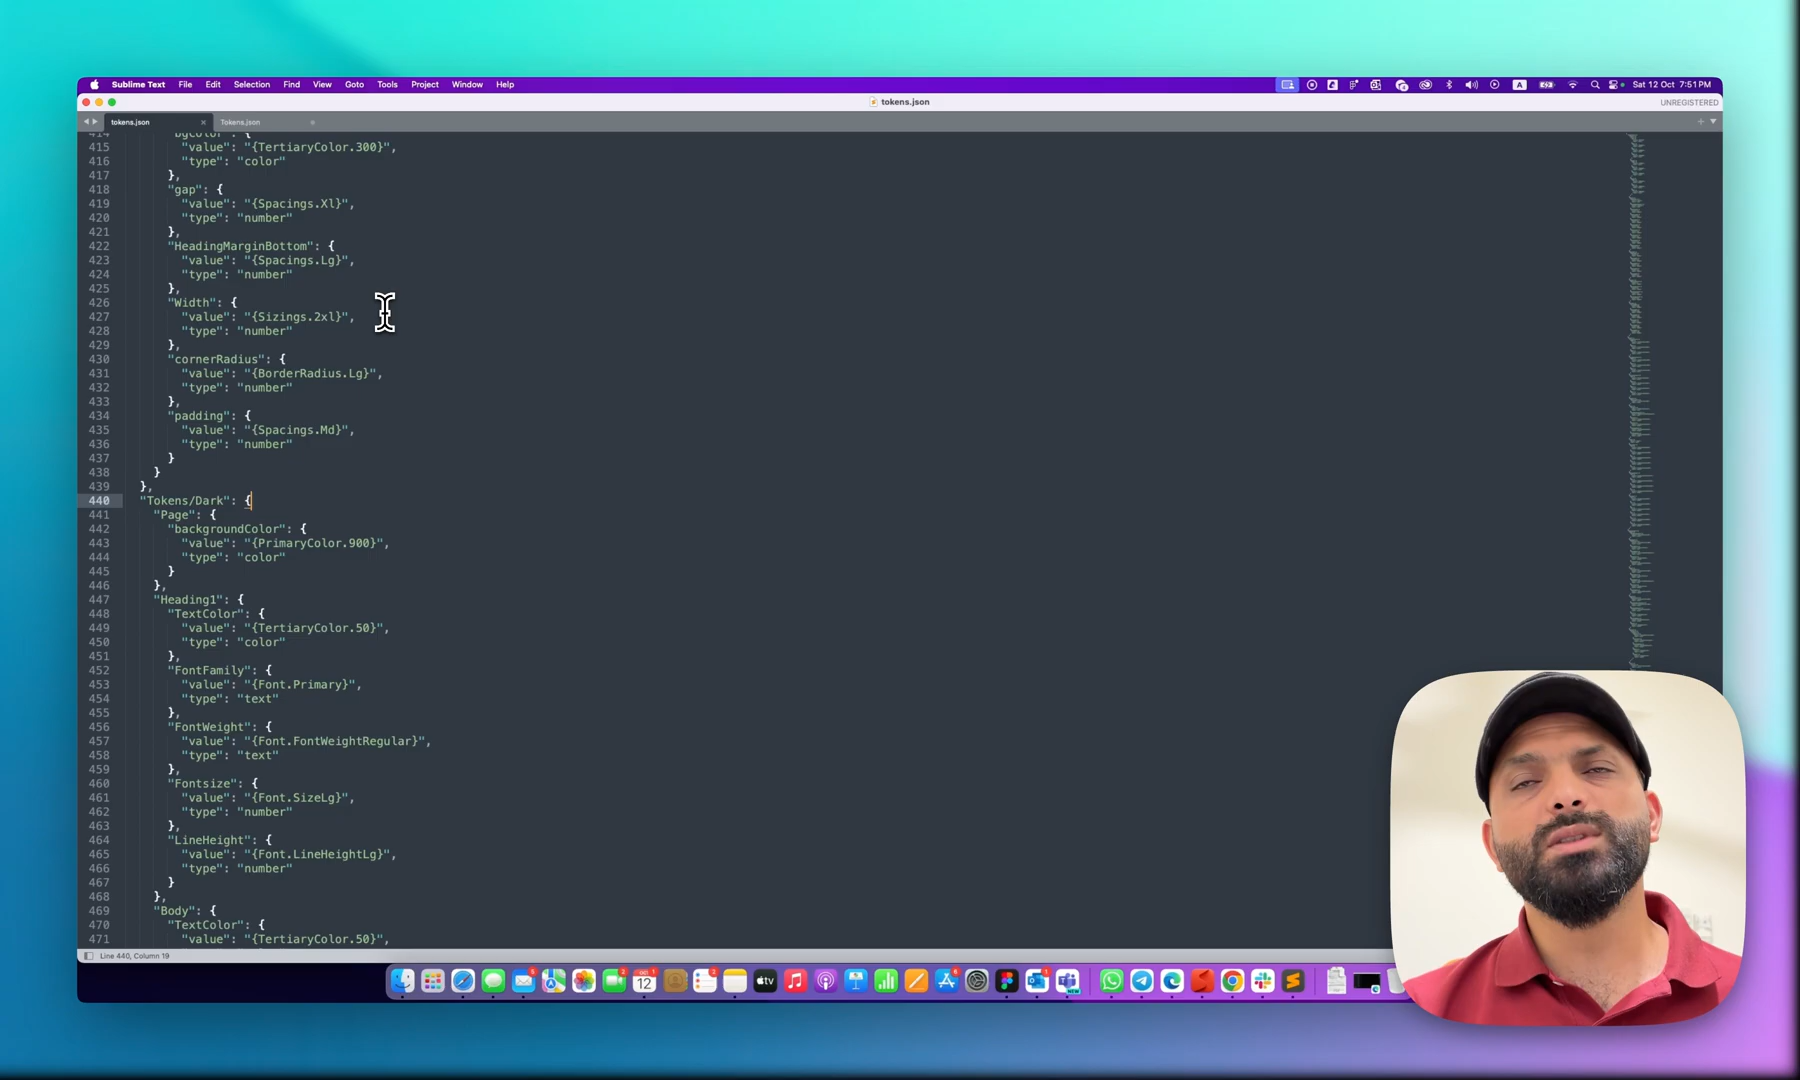 Sublime Text File Edit Selection Find View Goto Tools Project Window Help
Sat 12 Oct 7:51 PM
tokens.json
UNREGISTERED
tokens.json
Tokens.json
414 "bgColor": {
415 "value": "{TertiaryColor.300}",
416 "type": "color"
417 },
418 "gap": {
419 "value": "{Spacings.Xl}",
420 "type": "number"
421 },
422 "HeadingMarginBottom": {
423 "value": "{Spacings.Lg}",
424 "type": "number"
425 },
426 "Width": {
427 "value": "{Sizings.2xl}",
428 "type": "number"
429 },
430 "cornerRadius": {
431 "value": "{BorderRadius.Lg}",
432 "type": "number"
433 },
434 "padding": {
435 "value": "{Spacings.Md}",
436 "type": "number"
437 }
438 }
439 },
440 "Tokens/Dark": {
441 "Page": {
442 "backgroundColor": {
443 "value": "{PrimaryColor.900}",
444 "type": "color"
445 }
446 },
447 "Heading1": {
448 "TextColor": {
449 "value": "{TertiaryColor.50}",
450 "type": "color"
451 },
452 "FontFamily": {
453 "value": "{Font.Primary}",
454 "type": "text"
455 },
456 "FontWeight": {
457 "value": "{Font.FontWeightRegular}",
458 "type": "text"
459 },
460 "Fontsize": {
461 "value": "{Font.SizeLg}",
462 "type": "number"
463 },
464 "LineHeight": {
465 "value": "{Font.LineHeightLg}",
466 "type": "number"
467 }
468 },
469 "Body": {
470 "TextColor": {
471 "value": "{TertiaryColor.50}",
Line 440, Column 19